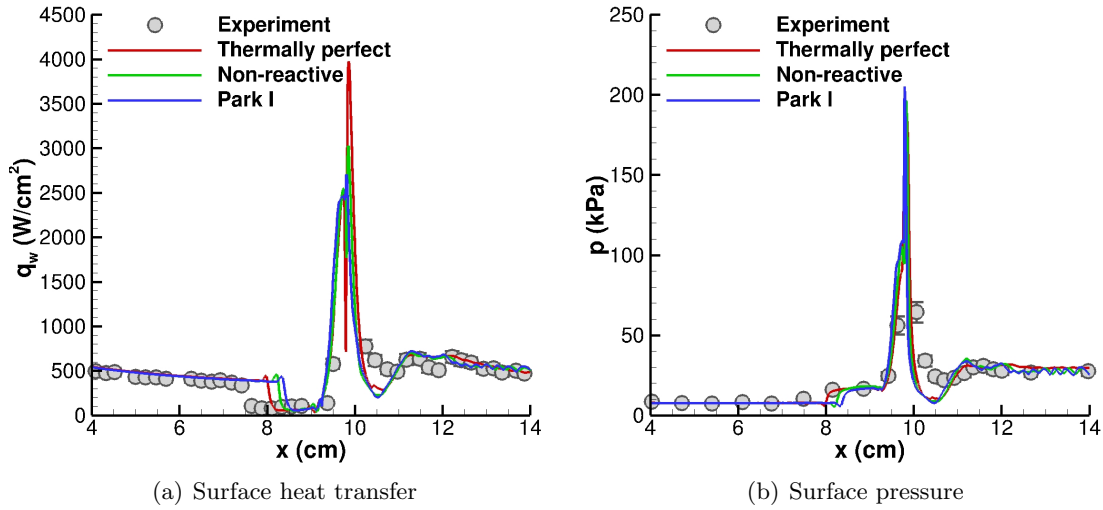 Experiment
Thermally perfect
Non-reactive
Park I
4500
4000
3500
3000
2500
2000
1500
1000
500
0
q_w (W/cm²)
4 6 8 10 12 14
x (cm)
(a) Surface heat transfer
Experiment
Thermally perfect
Non-reactive
Park I
250
200
150
100
50
0
p (kPa)
4 6 8 10 12 14
x (cm)
(b) Surface pressure